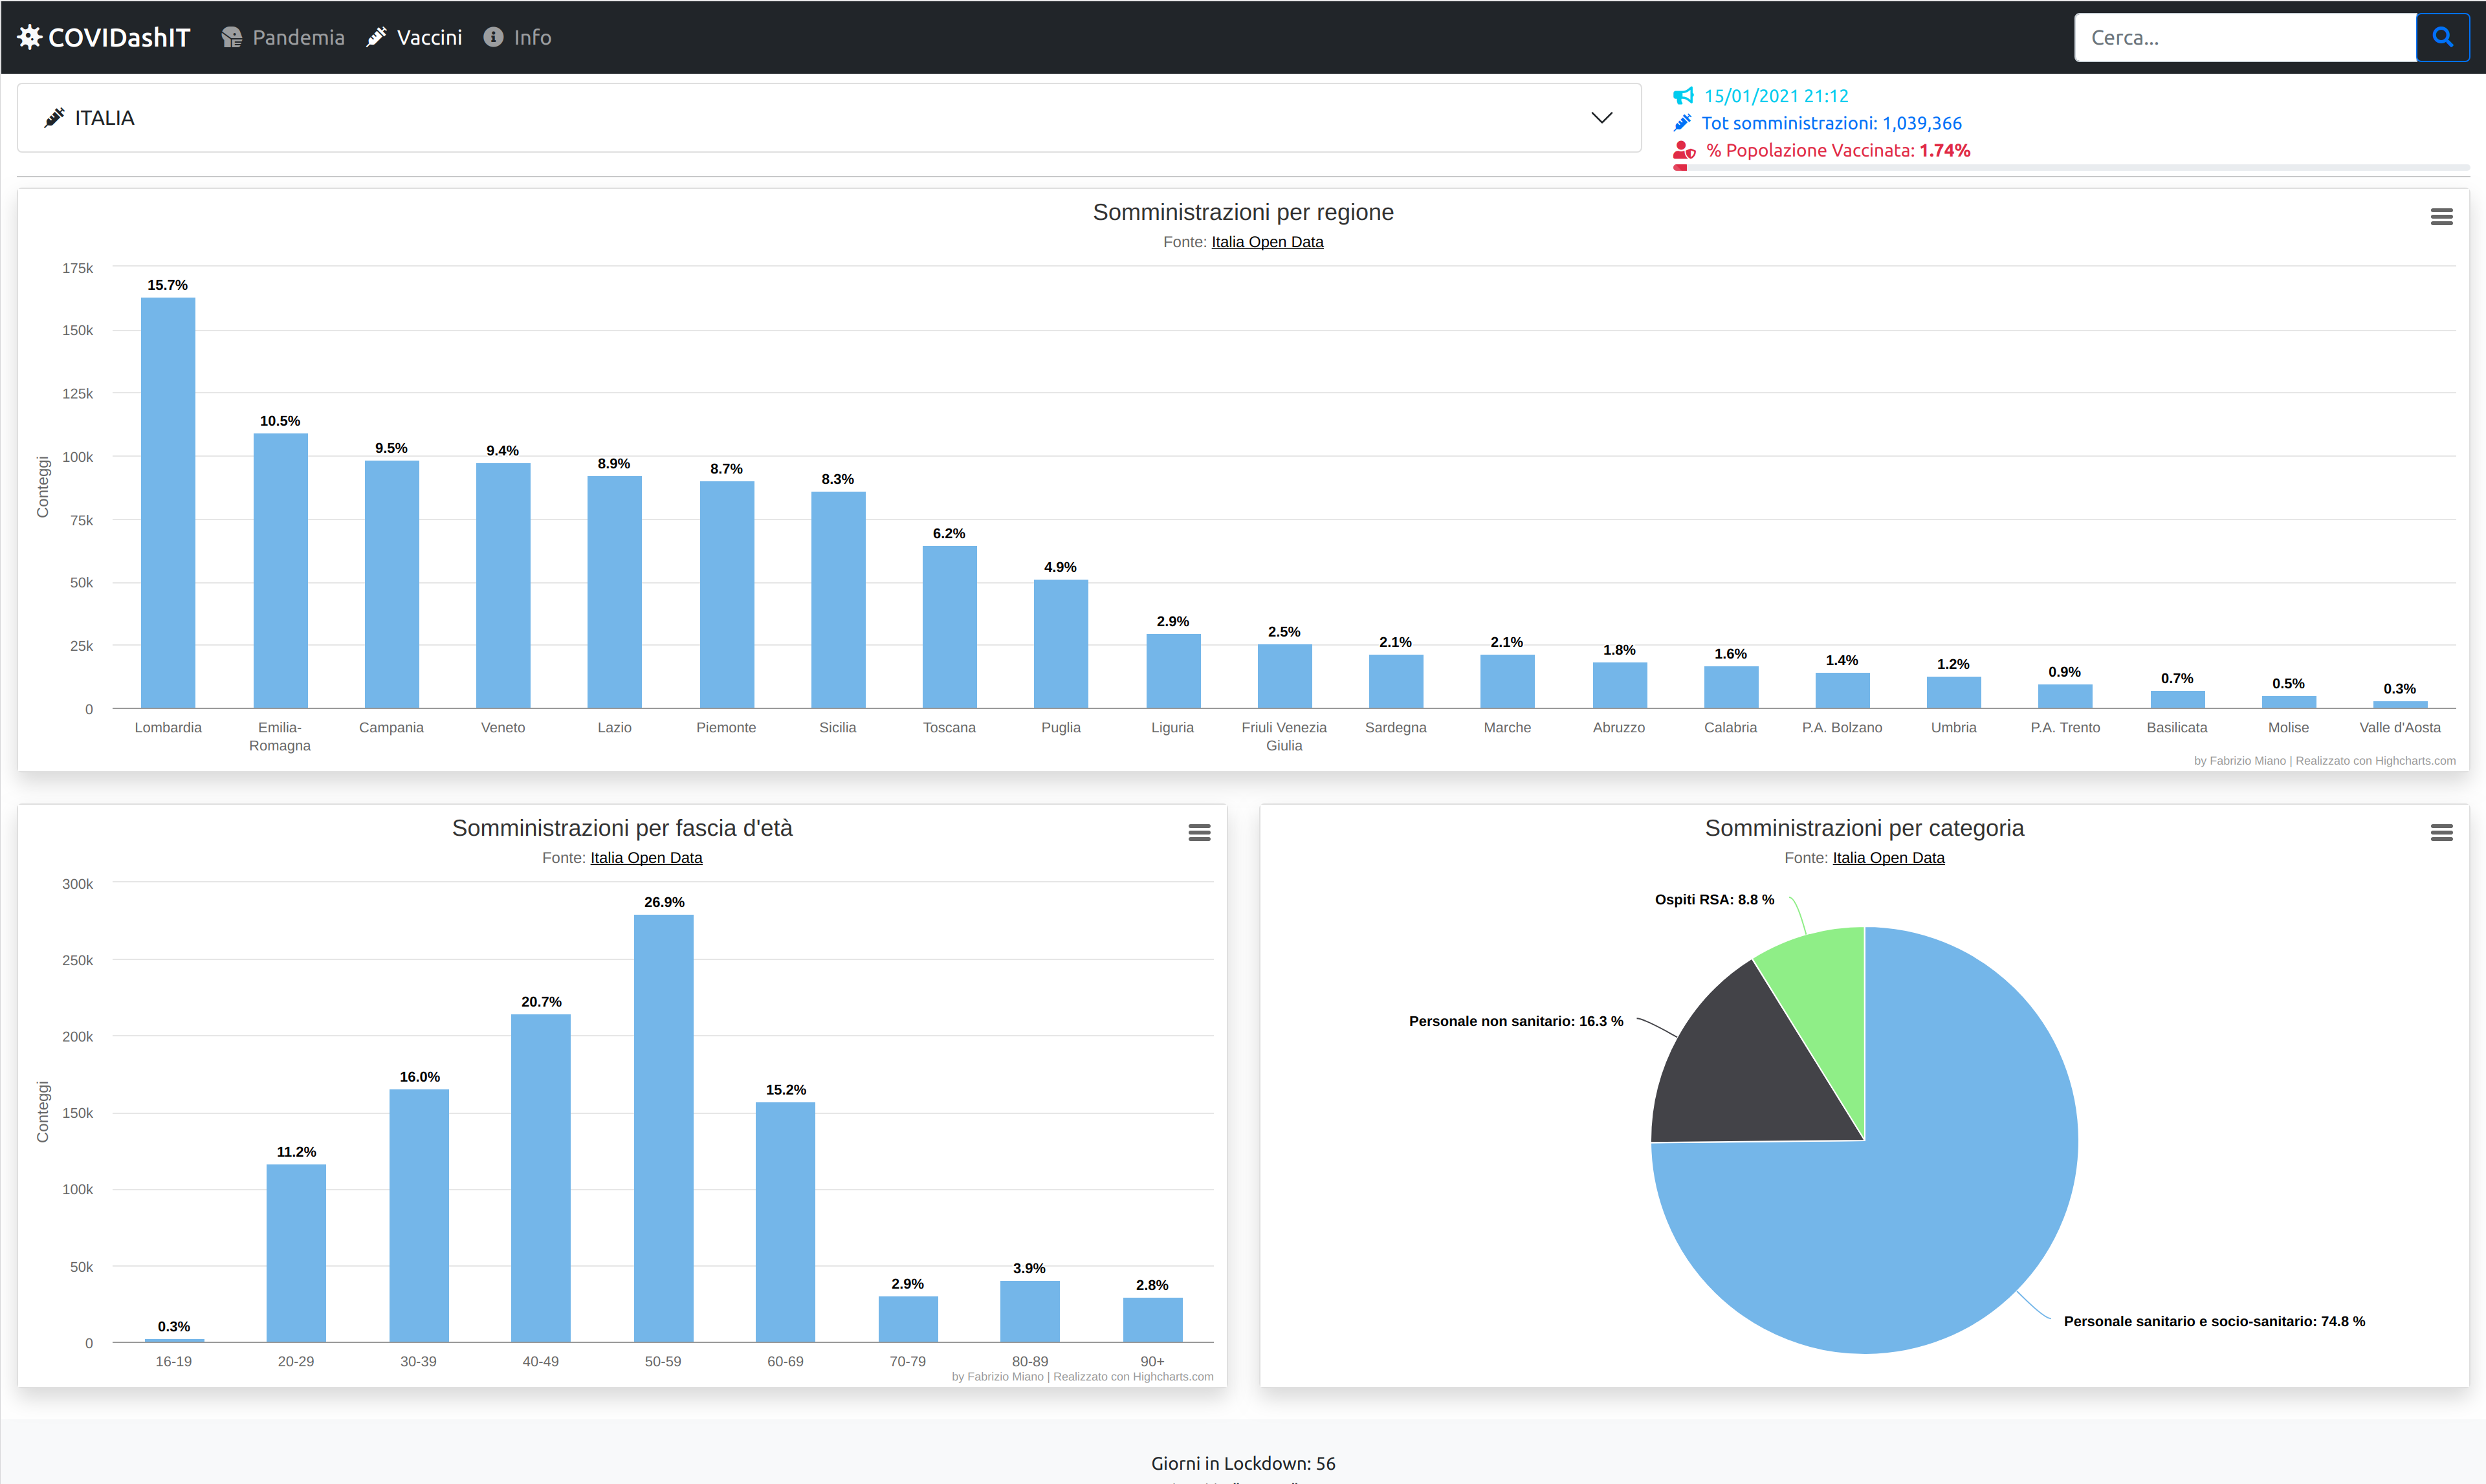 COVIDashIT Pandemia Vaccini Info Cerca...
ITALIA
15/01/2021 21:12
Tot somministrazioni: 1,039,366
% Popolazione Vaccinata: 1.74%
Somministrazioni per regione
Fonte: Italia Open Data
Conteggi
175k
150k
125k
100k
75k
50k
25k
0
15.7%
10.5%
9.5%
9.4%
8.9%
8.7%
8.3%
6.2%
4.9%
2.9%
2.5%
2.1%
2.1%
1.8%
1.6%
1.4%
1.2%
0.9%
0.7%
0.5%
0.3%
Lombardia
Emilia-
Romagna
Campania
Veneto
Lazio
Piemonte
Sicilia
Toscana
Puglia
Liguria
Friuli Venezia
Giulia
Sardegna
Marche
Abruzzo
Calabria
P.A. Bolzano
Umbria
P.A. Trento
Basilicata
Molise
Valle d'Aosta
by Fabrizio Miano | Realizzato con Highcharts.com
Somministrazioni per fascia d'età
Fonte: Italia Open Data
Conteggi
300k
250k
200k
150k
100k
50k
0
0.3%
11.2%
16.0%
20.7%
26.9%
15.2%
2.9%
3.9%
2.8%
16-19
20-29
30-39
40-49
50-59
60-69
70-79
80-89
90+
by Fabrizio Miano | Realizzato con Highcharts.com
Somministrazioni per categoria
Fonte: Italia Open Data
Ospiti RSA: 8.8 %
Personale non sanitario: 16.3 %
Personale sanitario e socio-sanitario: 74.8 %
Giorni in Lockdown: 56